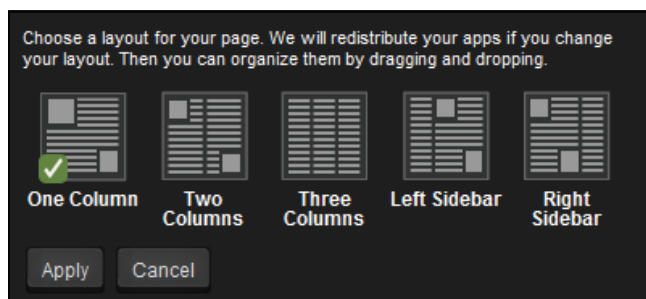 Choose a layout for your page. We will redistribute your apps if you change
your layout. Then you can organize them by dragging and dropping.
One Column
Two
Columns
Three
Columns
Left Sidebar
Right
Sidebar
Apply
Cancel